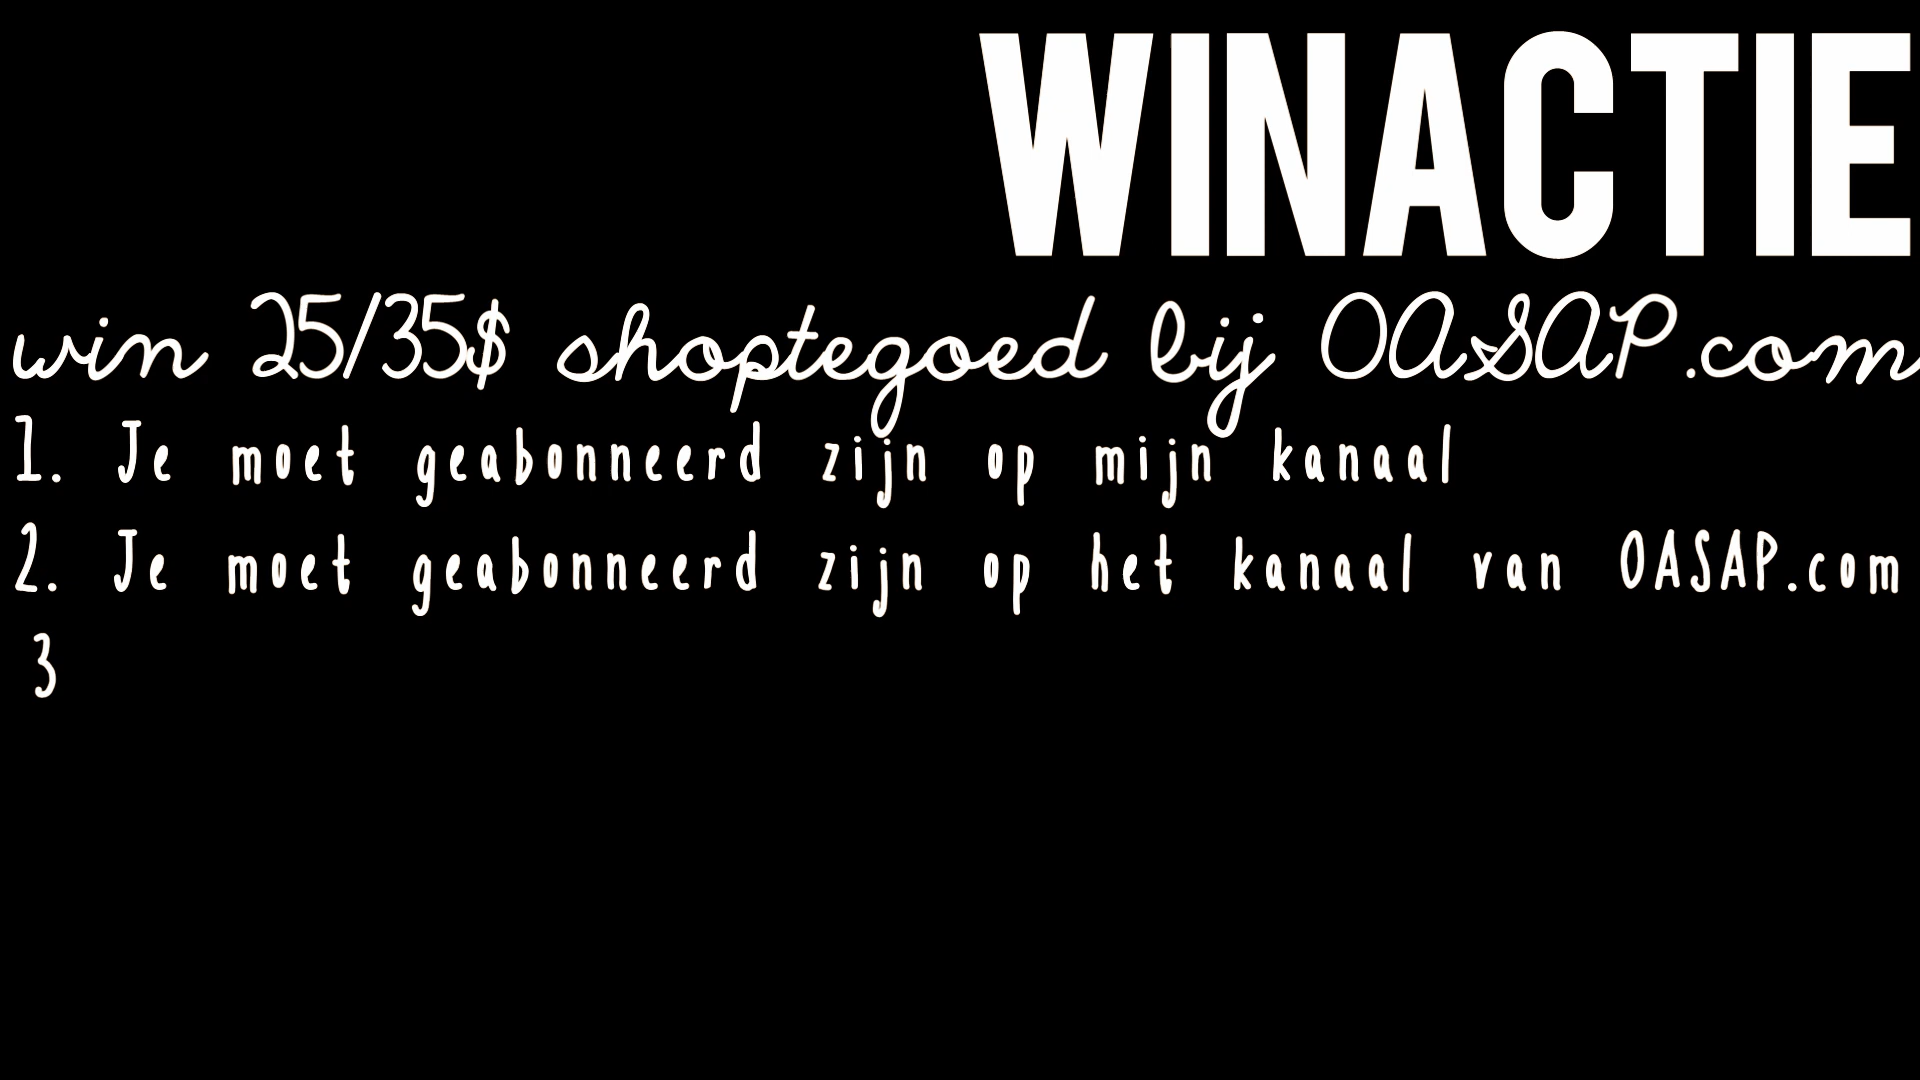 WINACTIE
win 25/35$ shoptegoed bij OASAP.com
1. Je moet geabonneerd zijn op mijn kanaal
2. Je moet geabonneerd zijn op het kanaal van OASAP.com
3